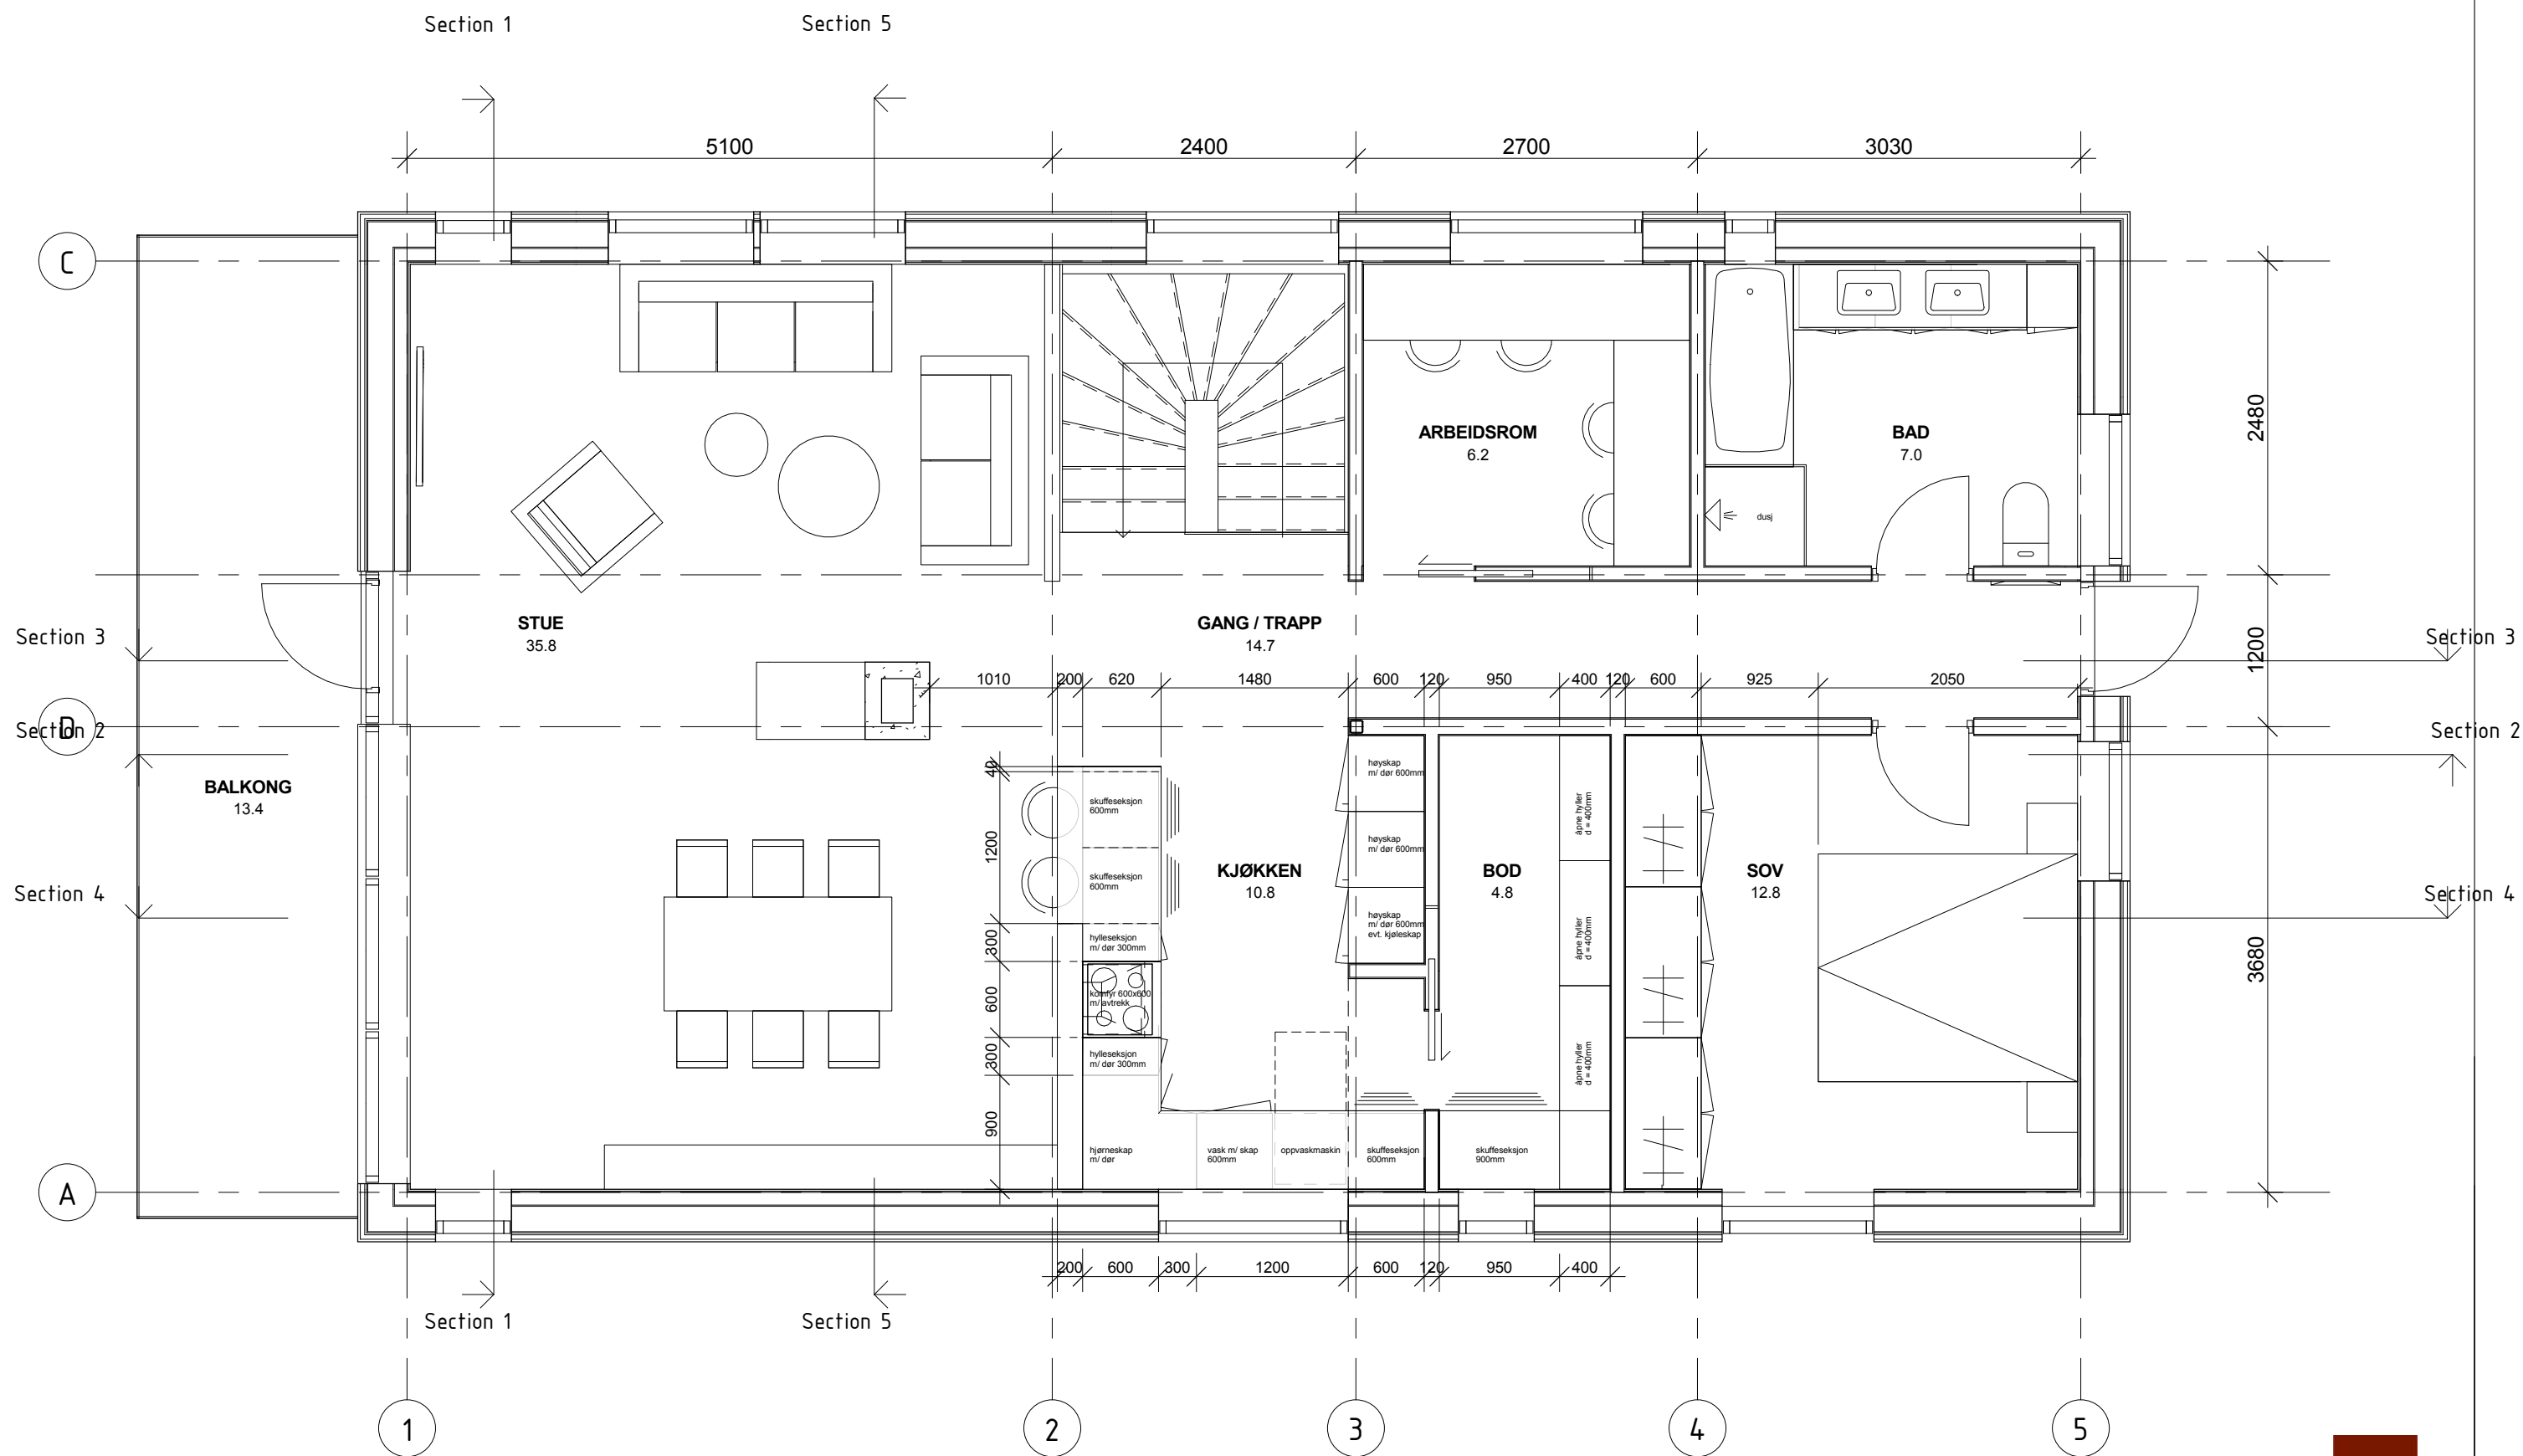 Section 1
Section 5
5100
2400
2700
3030
C
ARBEIDSROM
6.2
BAD
7.0
2480
dusj
STUE
35.8
GANG / TRAPP
14.7
Section 3
Section 3
1200
1010
200
620
1480
600
120
950
400
120
600
925
2050
D
Section 2
Section 2
BALKONG
13.4
40
skuffeseksjon
600mm
høyskap
m/ dør 600mm
åpne hyller
d = 400mm
1200
høyskap
m/ dør 600mm
KJØKKEN
10.8
BOD
4.8
SOV
12.8
skuffeseksjon
600mm
Section 4
Section 4
høyskap
m/ dør 600mm
evt. kjøleskap
åpne hyller
d = 400mm
300
hylleseksjon
m/ dør 300mm
3680
600
komfyr 600x600
m/ avtrekk
300
hylleseksjon
m/ dør 300mm
åpne hyller
d = 400mm
900
hjørneskap
m/ dør
vask m/ skap
600mm
oppvaskmaskin
skuffeseksjon
600mm
skuffeseksjon
900mm
A
200
600
300
1200
600
120
950
400
Section 1
Section 5
1
2
3
4
5